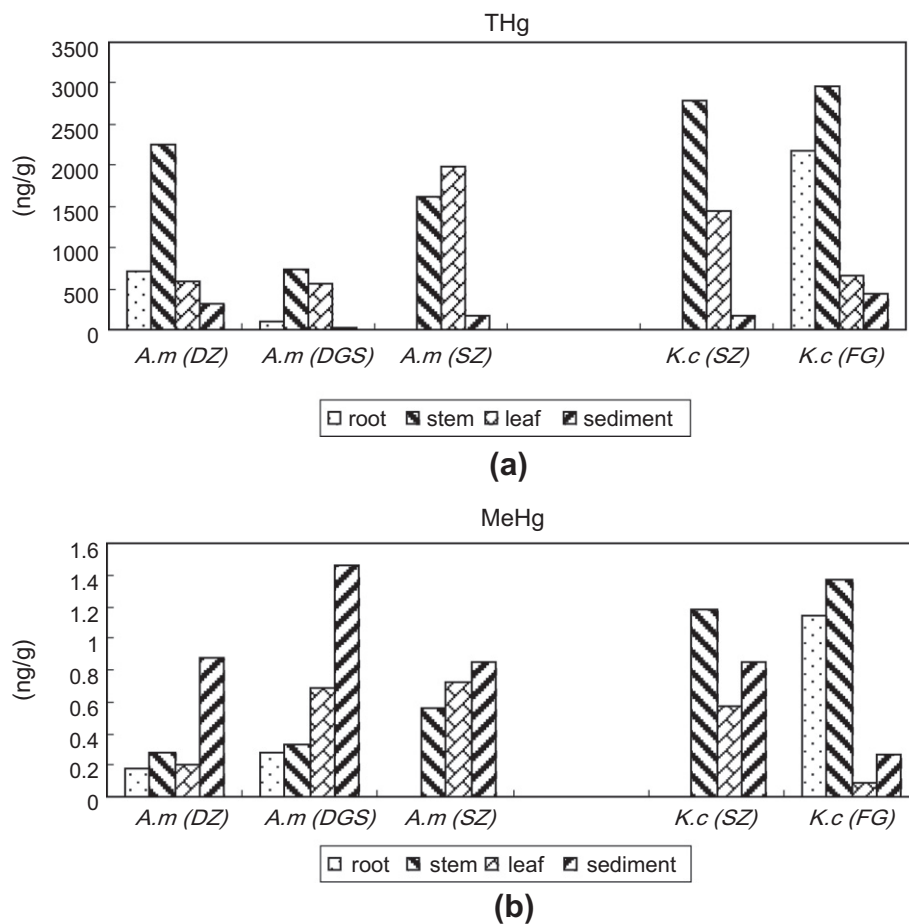 THg
3500
3000
2500
2000
1500
1000
500
0
(ng/g)
A.m (DZ) A.m (DGS) A.m (SZ) K.c (SZ) K.c (FG)
root stem leaf sediment
(a)
MeHg
1.6
1.4
1.2
1
0.8
0.6
0.4
0.2
0
(ng/g)
A.m (DZ) A.m (DGS) A.m (SZ) K.c (SZ) K.c (FG)
root stem leaf sediment
(b)